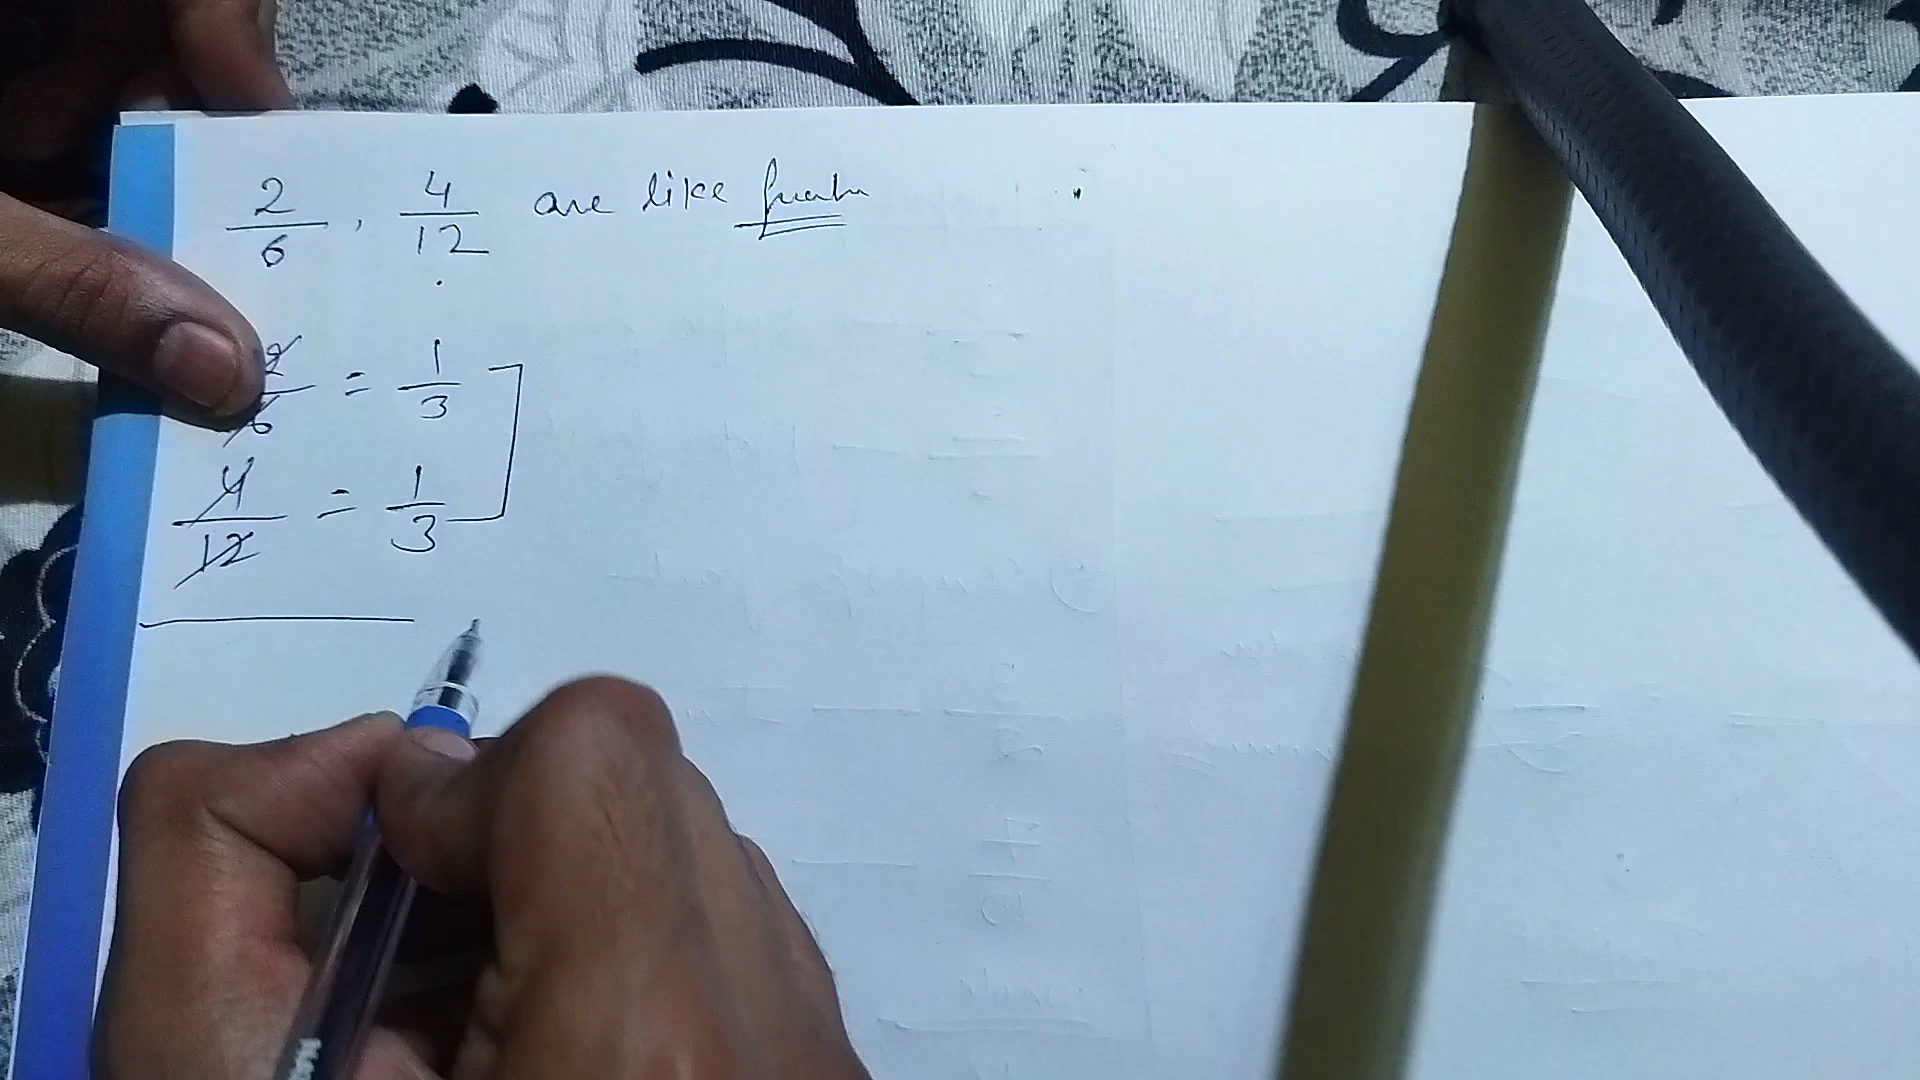 2/6 , 4/12 are like
2/6 = 1/3
4/12 = 1/3